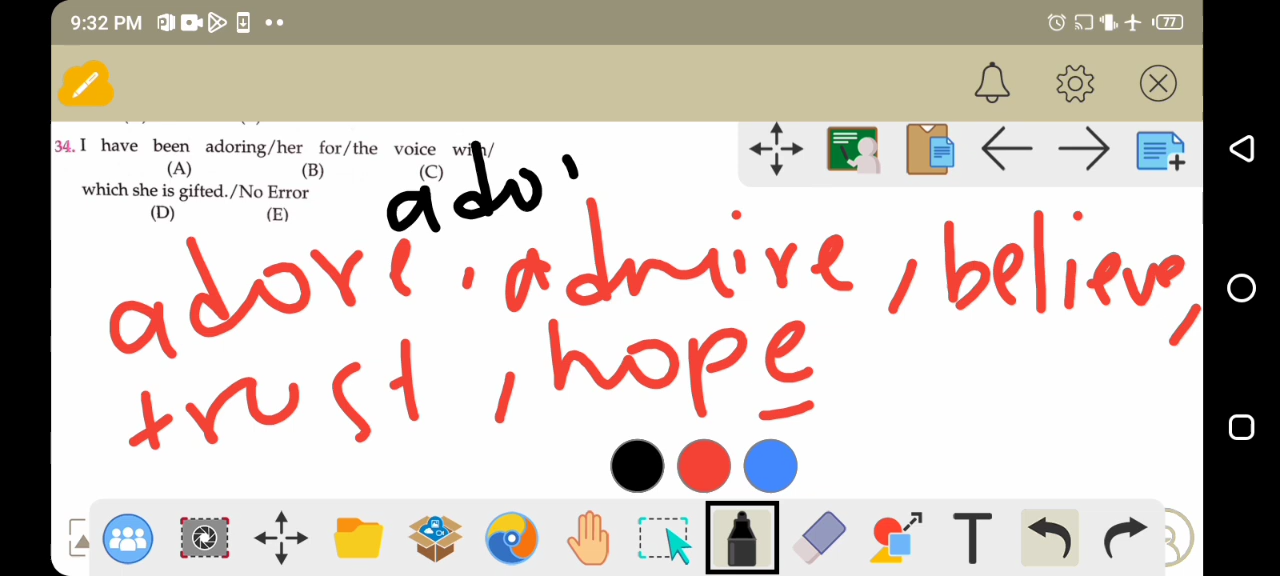 9:32 PM
77
34. I have been adoring/her for/the voice with/
(A) (B) (C)
which she is gifted./No Error
(D) (E)
ado
adore, admire, believe,
trust, hope
T